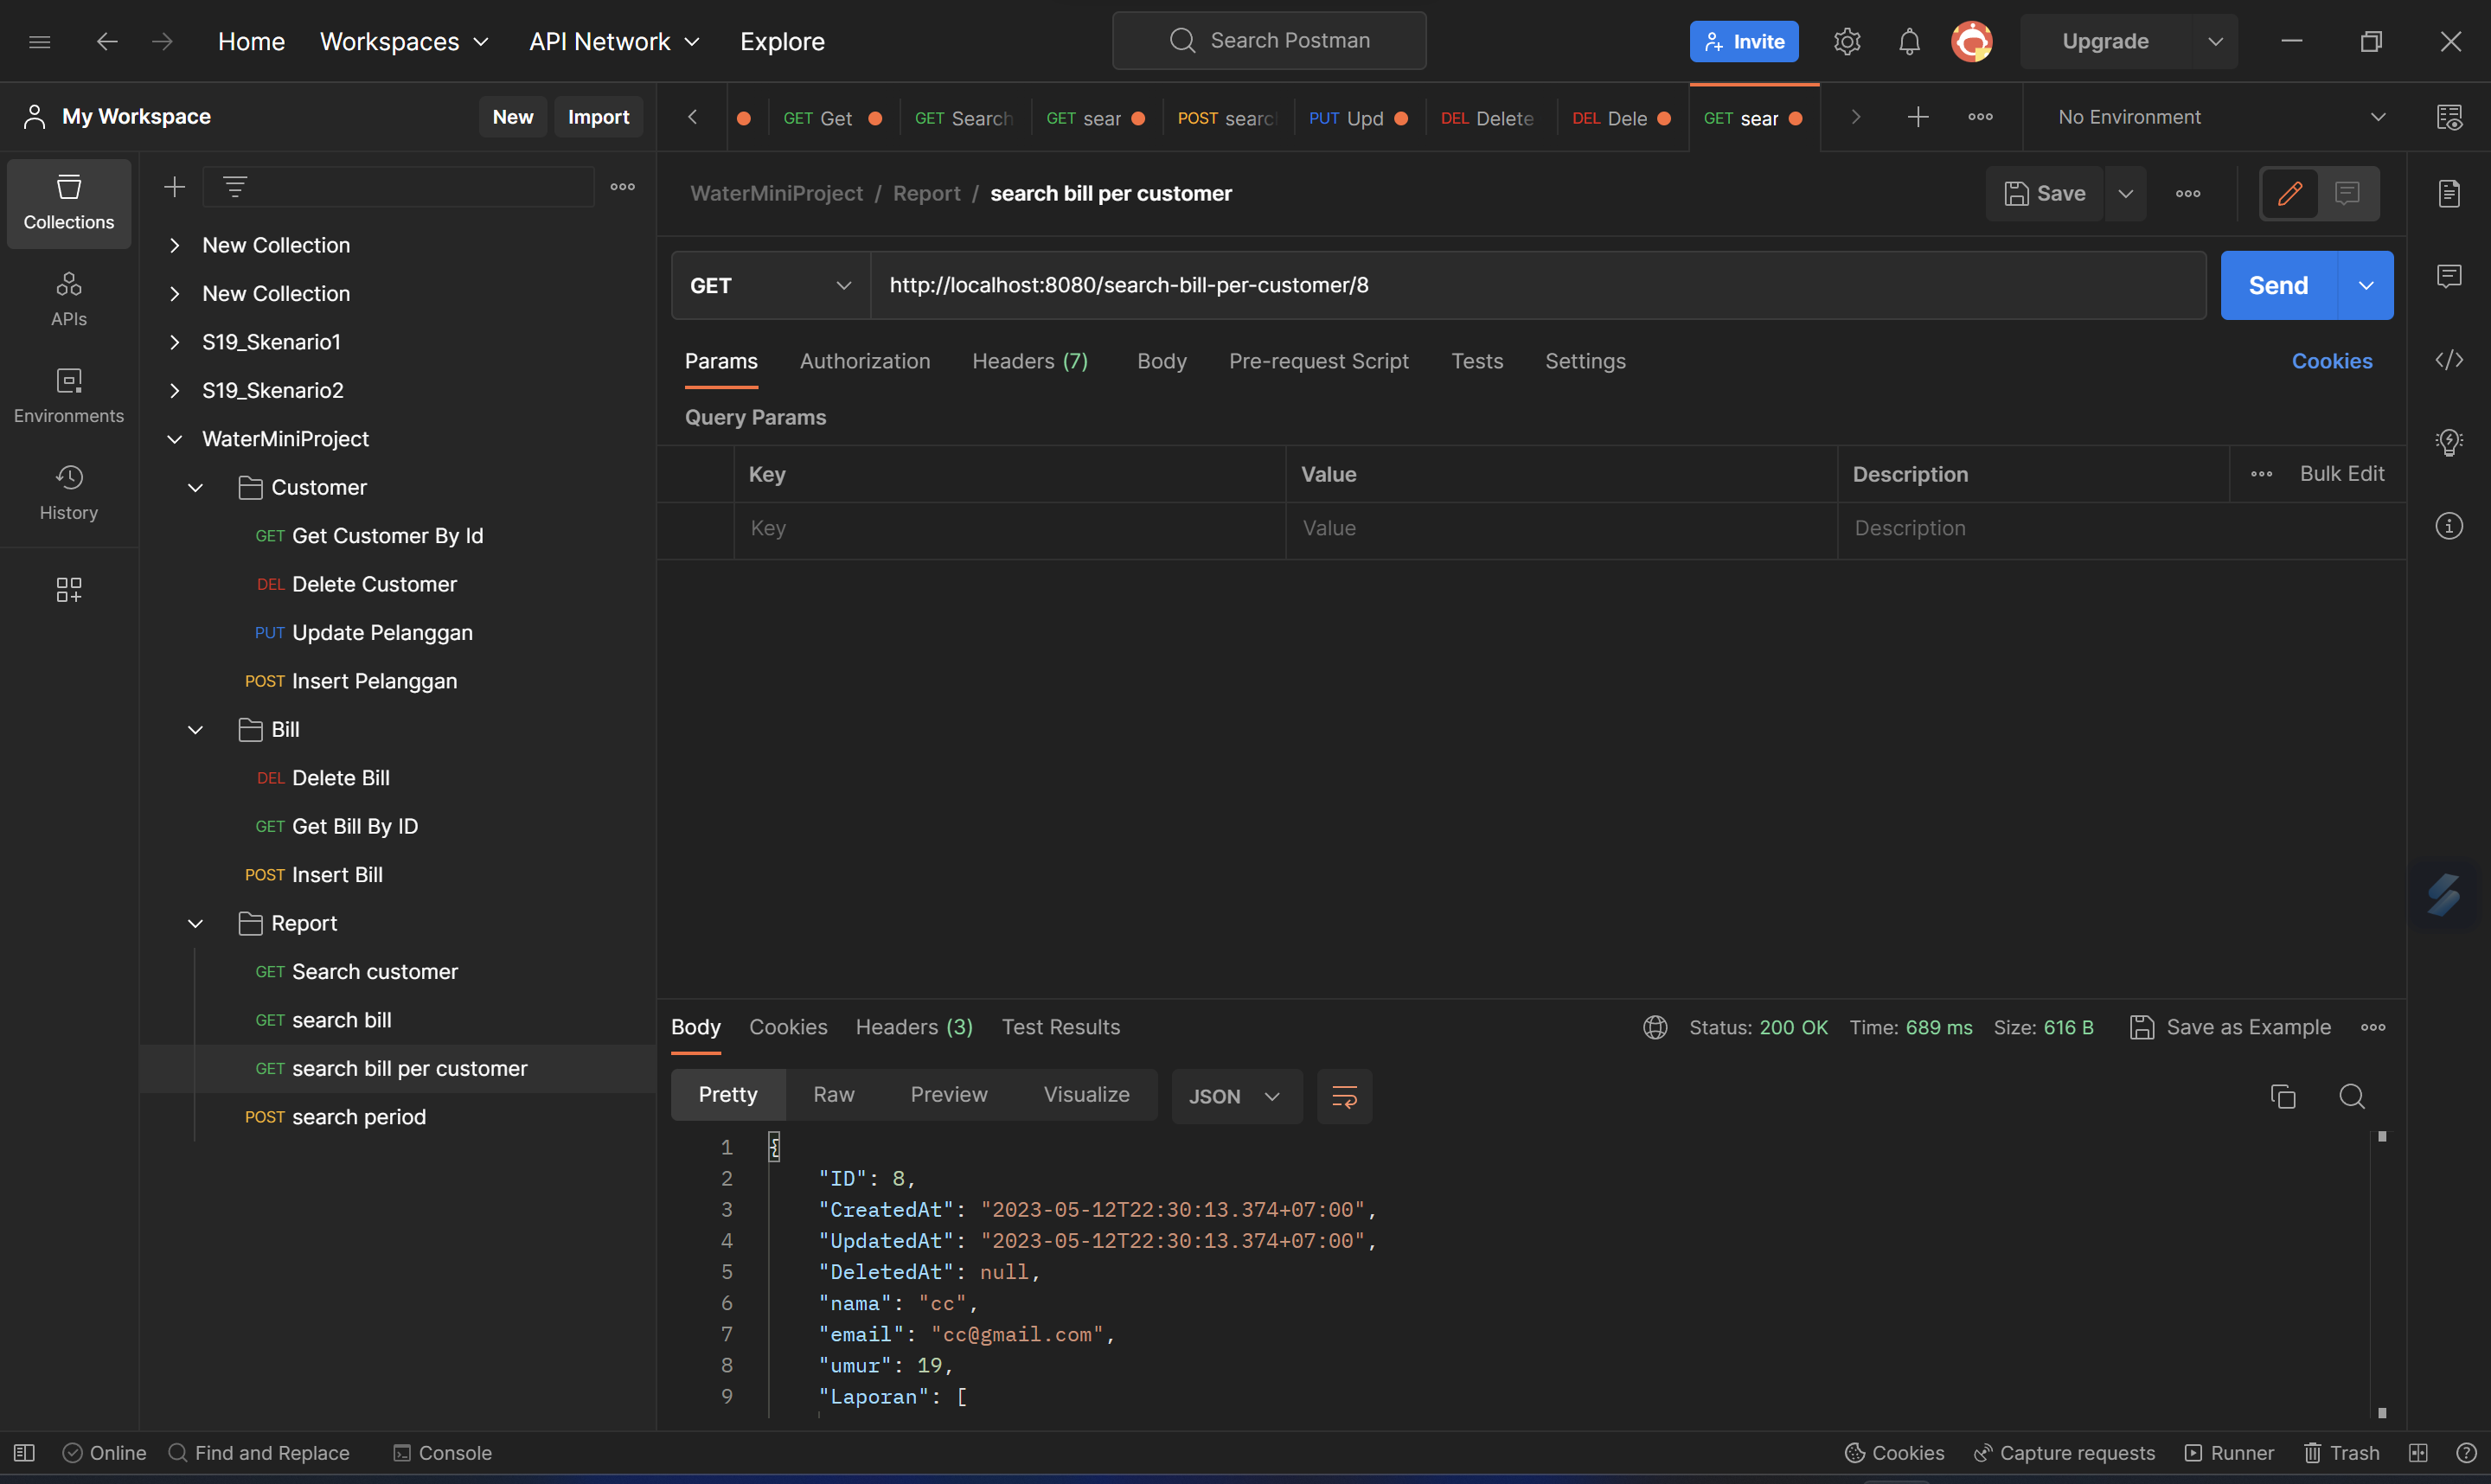 Home Workspaces API Network Explore Search Postman Invite Upgrade
My Workspace New Import
GET Get GET Search GET sear POST searc PUT Upd DEL Delete DEL Dele GET sear No Environment
Collections
APIs
Environments
History
New Collection
New Collection
S19_Skenario1
S19_Skenario2
WaterMiniProject
Customer
GET Get Customer By Id
DEL Delete Customer
PUT Update Pelanggan
POST Insert Pelanggan
Bill
DEL Delete Bill
GET Get Bill By ID
POST Insert Bill
Report
GET Search customer
GET search bill
GET search bill per customer
POST search period
WaterMiniProject / Report / search bill per customer Save
GET http://localhost:8080/search-bill-per-customer/8 Send
Params Authorization Headers (7) Body Pre-request Script Tests Settings Cookies
Query Params
Key Value Description Bulk Edit
Key Value Description
Body Cookies Headers (3) Test Results Status: 200 OK Time: 689 ms Size: 616 B Save as Example
Pretty Raw Preview Visualize JSON
1 {
2 "ID": 8,
3 "CreatedAt": "2023-05-12T22:30:13.374+07:00",
4 "UpdatedAt": "2023-05-12T22:30:13.374+07:00",
5 "DeletedAt": null,
6 "nama": "cc",
7 "email": "cc@gmail.com",
8 "umur": 19,
9 "Laporan": [
Online Find and Replace Console Cookies Capture requests Runner Trash